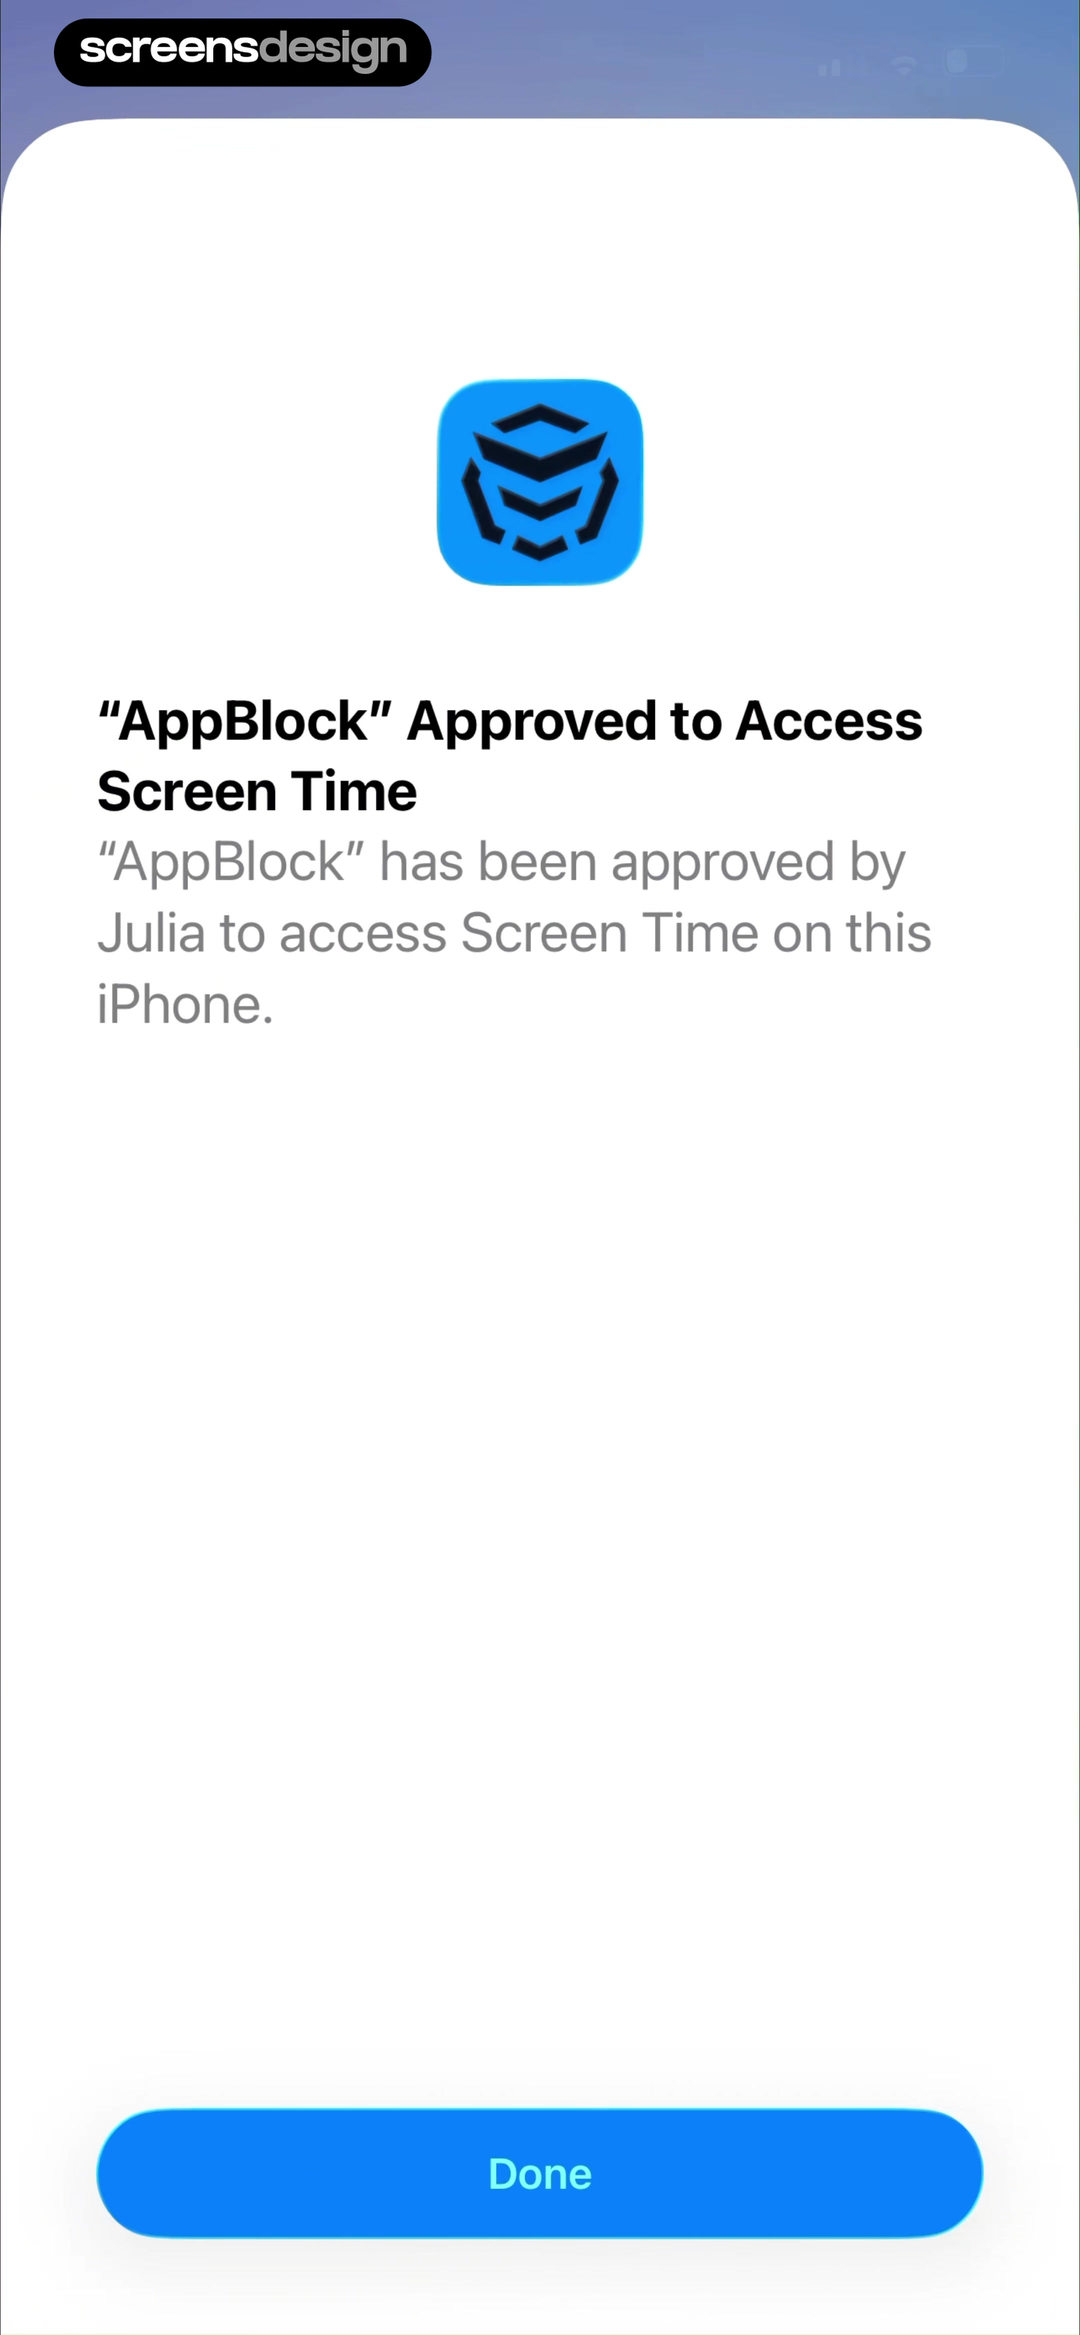 screensdesign
“AppBlock” Approved to Access
Screen Time
“AppBlock” has been approved by
Julia to access Screen Time on this
iPhone.
Done